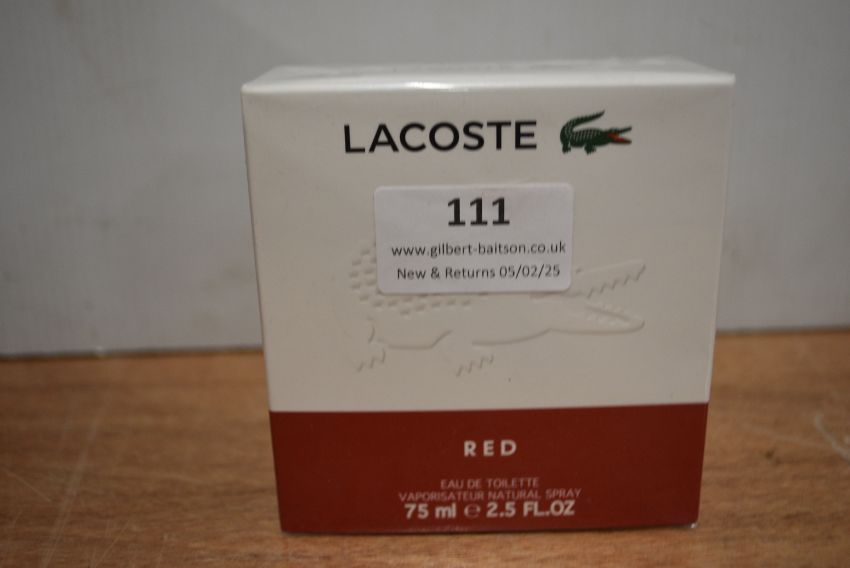 LACOSTE
111
www.gilbert-baitson.co.uk
New & Returns 05/02/25
RED
EAU DE TOILETTE
VAPORISATEUR NATURAL SPRAY
75 ml ℮ 2.5 FL.OZ